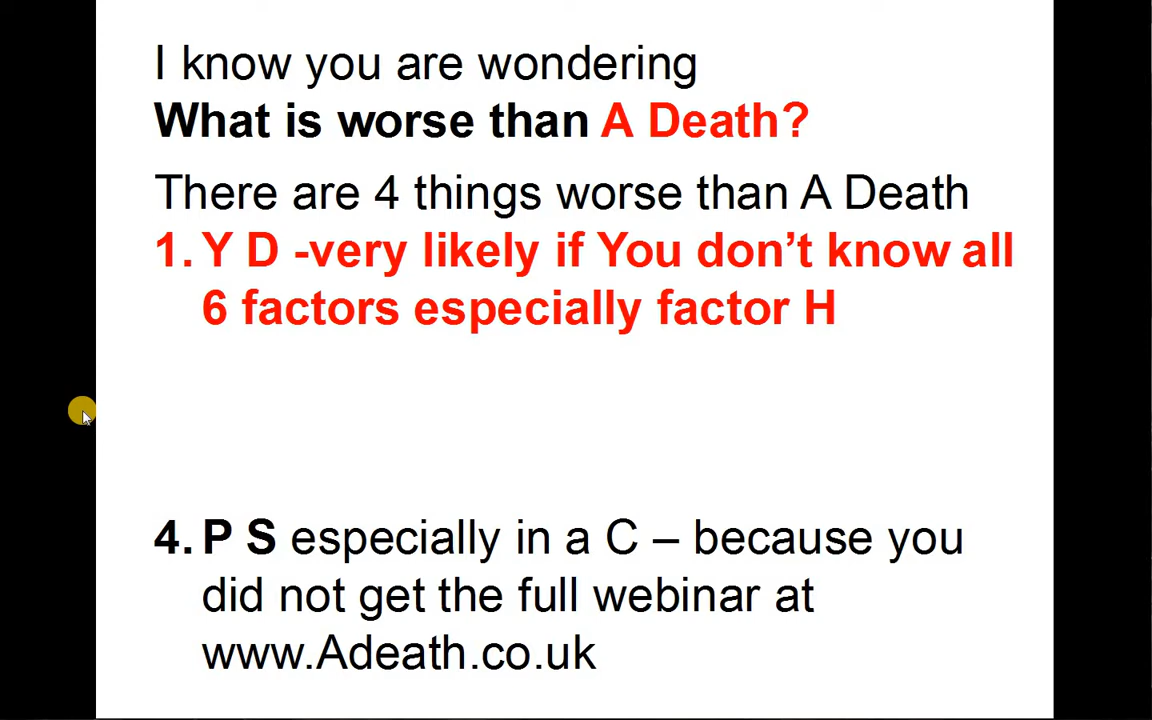 I know you are wondering
What is worse than A Death?
There are 4 things worse than A Death
1. Y D -very likely if You don’t know all
6 factors especially factor H
4. P S especially in a C – because you
did not get the full webinar at
www.Adeath.co.uk